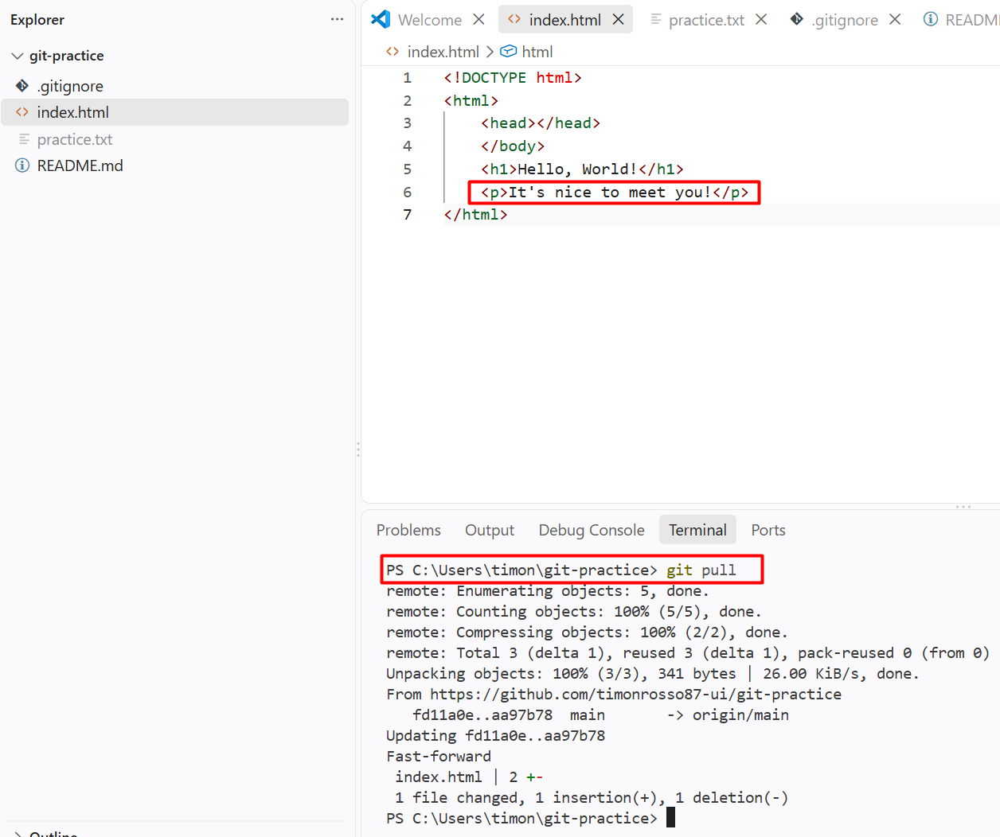 Explorer
git-practice
.gitignore
index.html
practice.txt
README.md
Outline
Welcome index.html practice.txt .gitignore README
index.html > html
1 <!DOCTYPE html>
2 <html>
3 <head></head>
4 </body>
5 <h1>Hello, World!</h1>
6 <p>It's nice to meet you!</p>
7 </html>
Problems Output Debug Console Terminal Ports
PS C:\Users\timon\git-practice> git pull
remote: Enumerating objects: 5, done.
remote: Counting objects: 100% (5/5), done.
remote: Compressing objects: 100% (2/2), done.
remote: Total 3 (delta 1), reused 3 (delta 1), pack-reused 0 (from 0)
Unpacking objects: 100% (3/3), 341 bytes | 26.00 KiB/s, done.
From https://github.com/timonrosso87-ui/git-practice
fd11a0e..aa97b78 main -> origin/main
Updating fd11a0e..aa97b78
Fast-forward
index.html | 2 +-
1 file changed, 1 insertion(+), 1 deletion(-)
PS C:\Users\timon\git-practice>